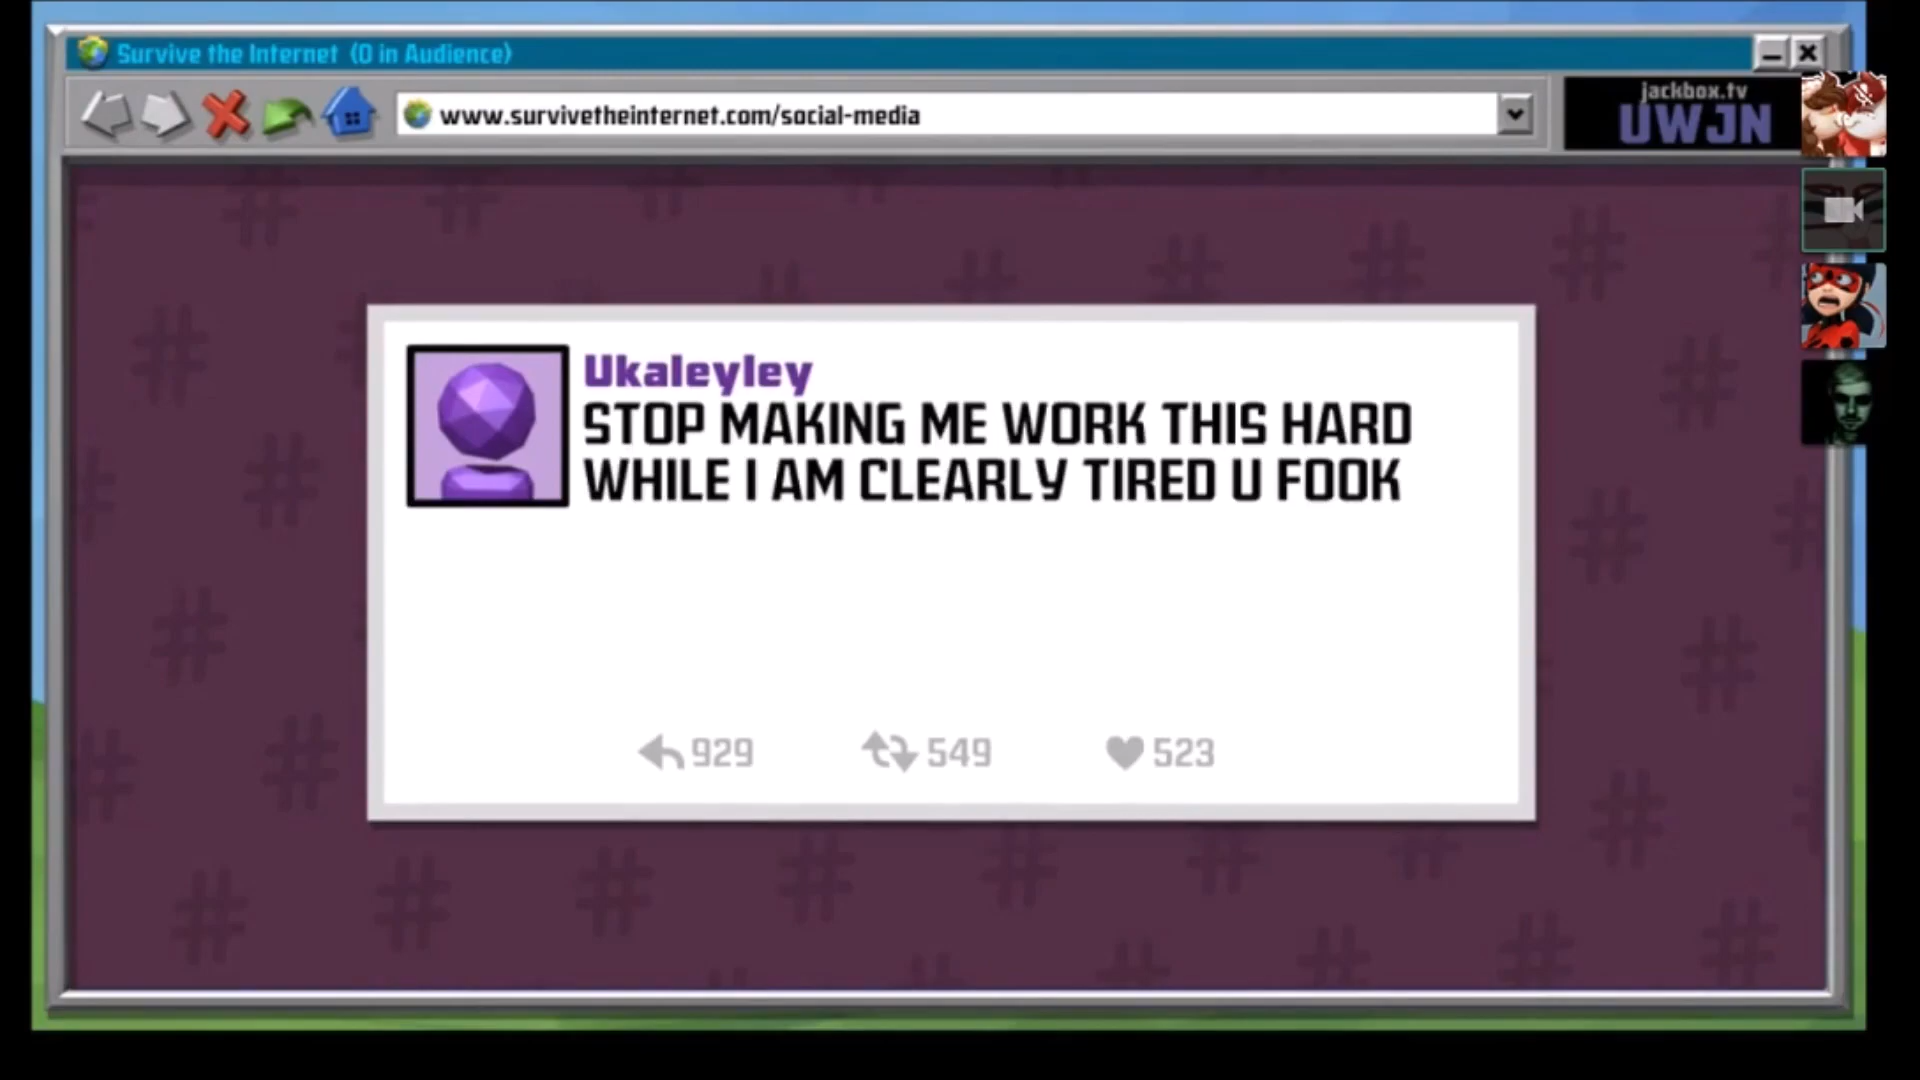 Survive the Internet (0 in Audience)
www.survivetheinternet.com/social-media
jackbox.tv
UWJN
Ukaleyley
STOP MAKING ME WORK THIS HARD
WHILE I AM CLEARLY TIRED U FOOK
929 549 523